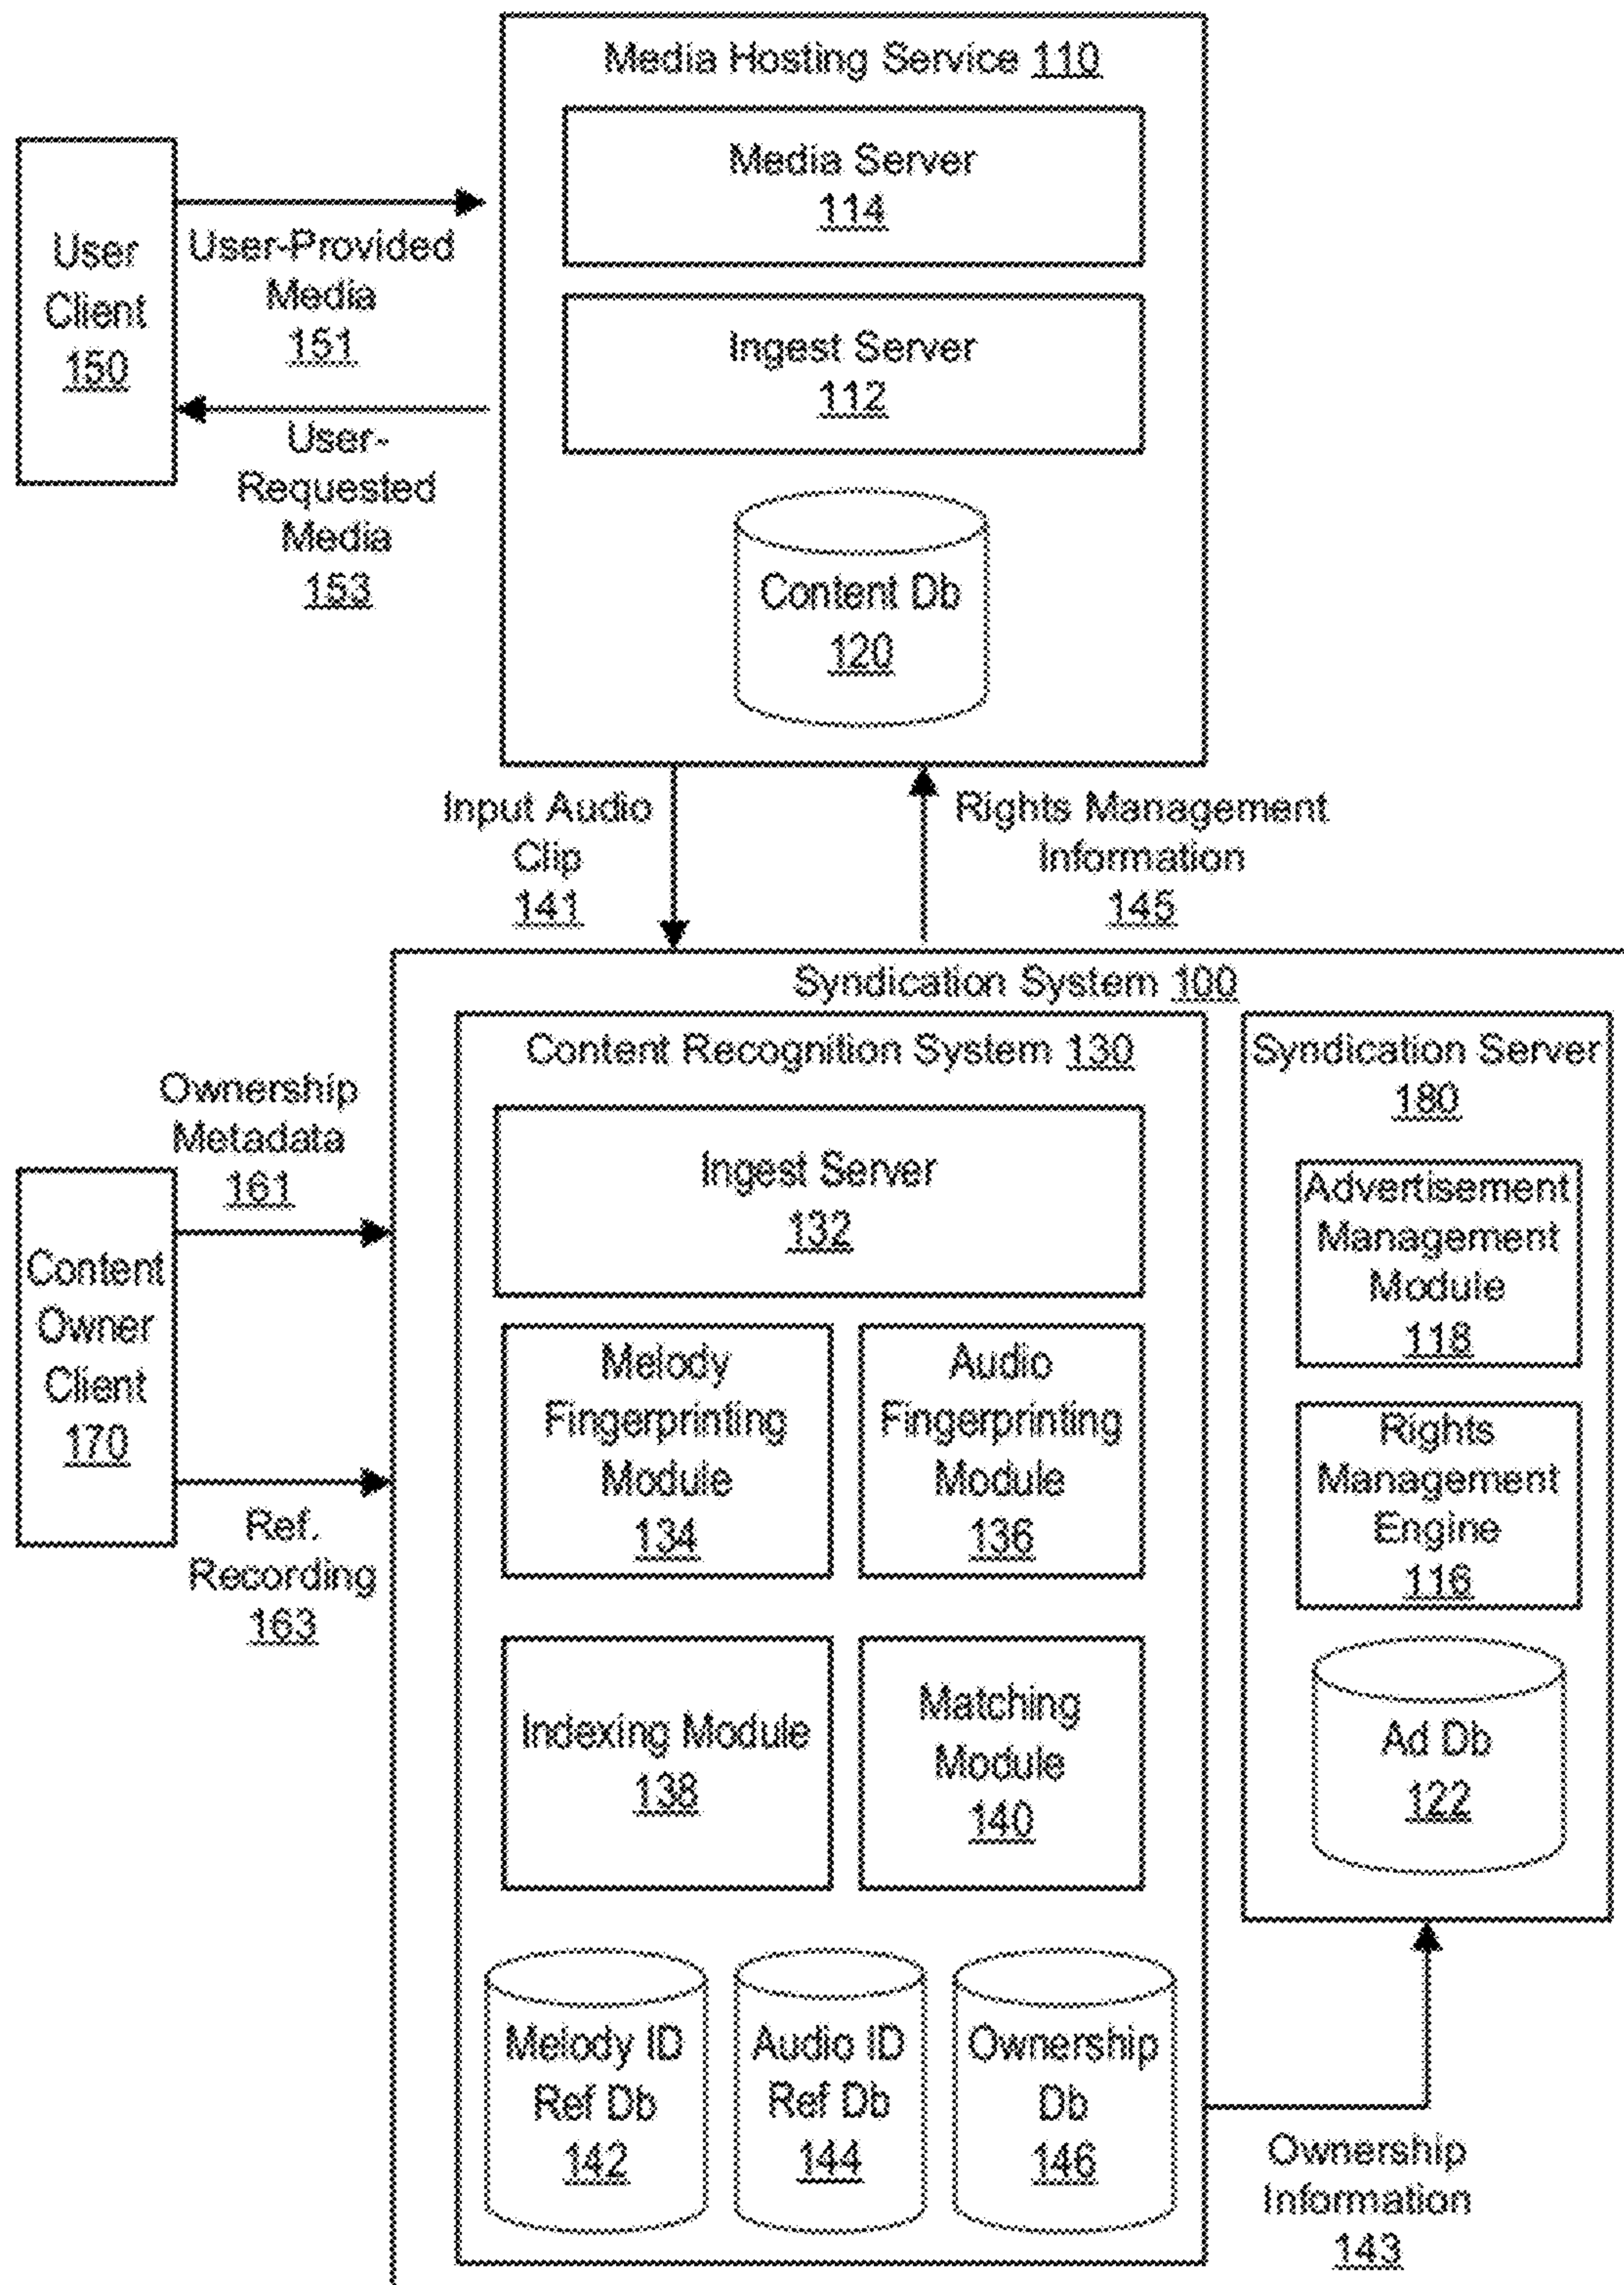 Media Hosting Service 110
Media Server
114
Ingest Server
112
Content Db
120
User
Client
150
User-Provided
Media
151
User-
Requested
Media
153
Input Audio
Clip
141
Rights Management
Information
145
Syndication System 100
Content Recognition System 130
Ingest Server
132
Melody
Fingerprinting
Module
134
Audio
Fingerprinting
Module
136
Indexing Module
138
Matching
Module
140
Melody ID
Ref Db
142
Audio ID
Ref Db
144
Ownership
Db
146
Syndication Server
180
Advertisement
Management
Module
118
Rights
Management
Engine
116
Ad Db
122
Ownership
Metadata
161
Content
Owner
Client
170
Ref.
Recording
163
Ownership
Information
143